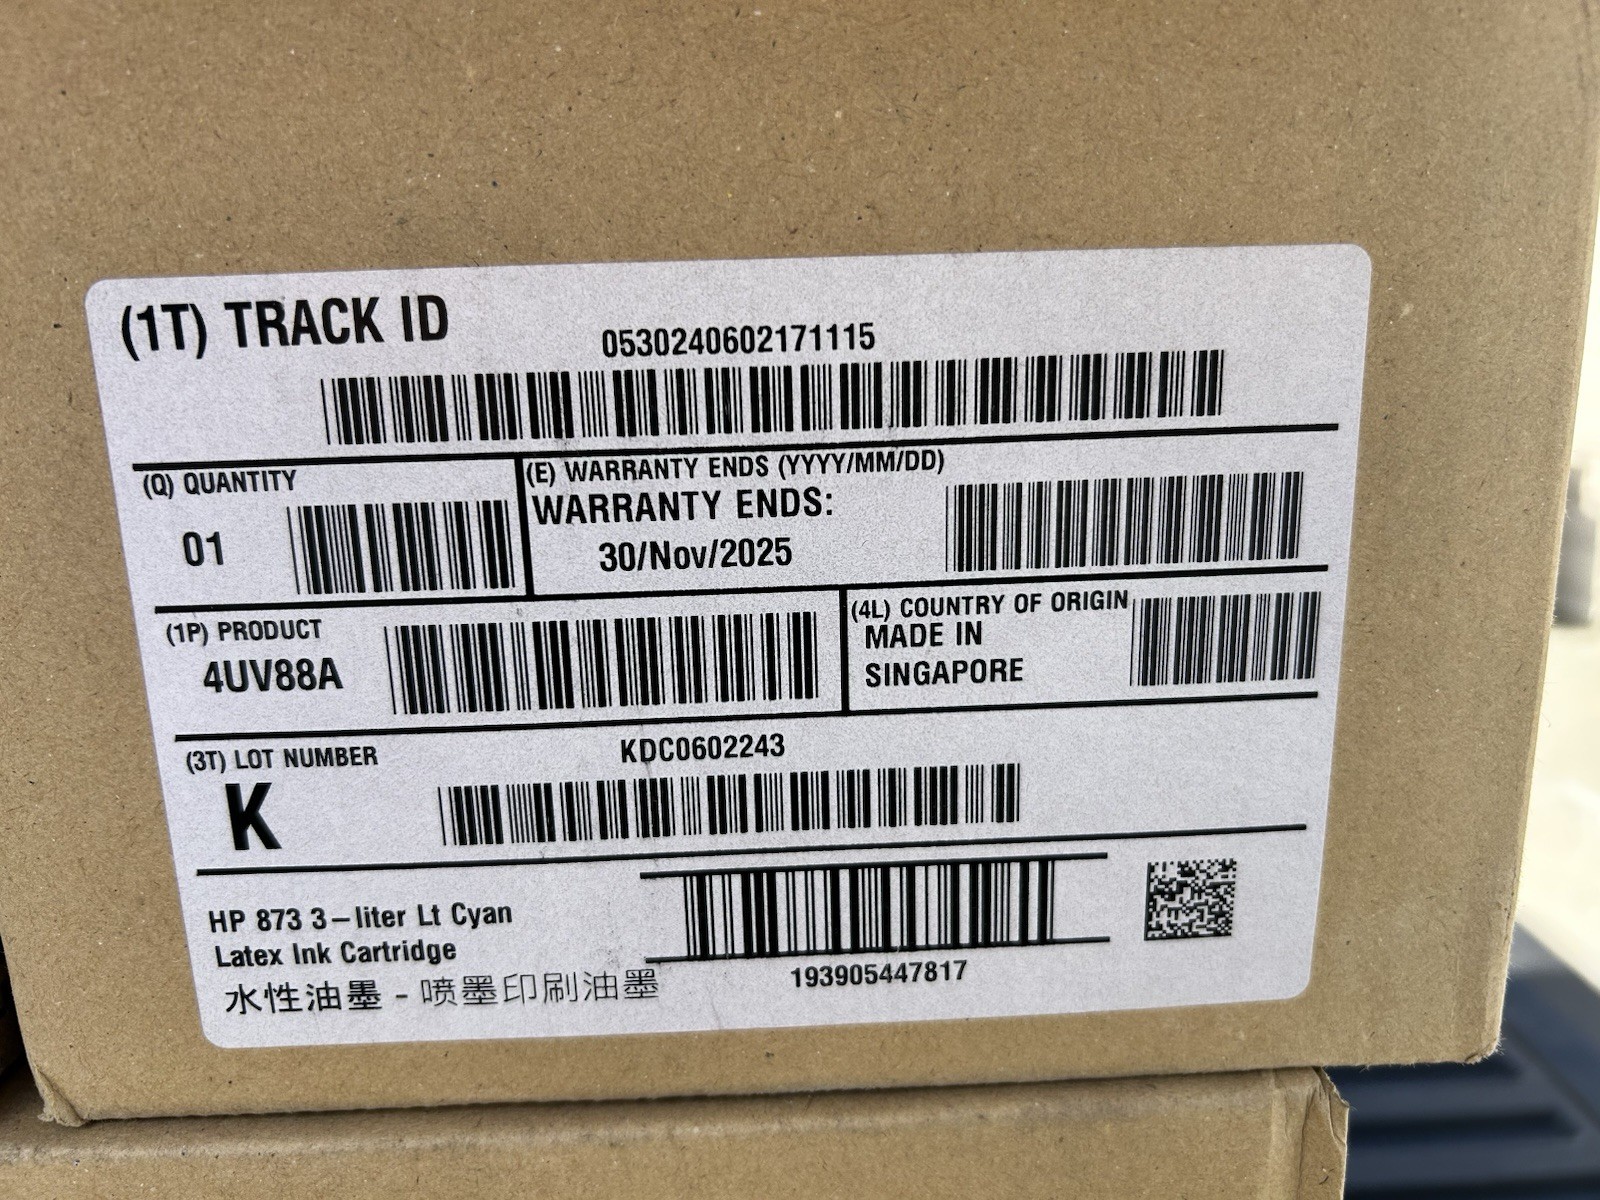 (1T) TRACK ID
0530240602171115
(Q) QUANTITY
01
(E) WARRANTY ENDS (YYYY/MM/DD)
WARRANTY ENDS:
30/Nov/2025
(1P) PRODUCT
4UV88A
(4L) COUNTRY OF ORIGIN
MADE IN
SINGAPORE
(3T) LOT NUMBER
K
KDC0602243
HP 873 3-liter Lt Cyan
Latex Ink Cartridge
水性油墨 - 喷墨印刷油墨
193905447817